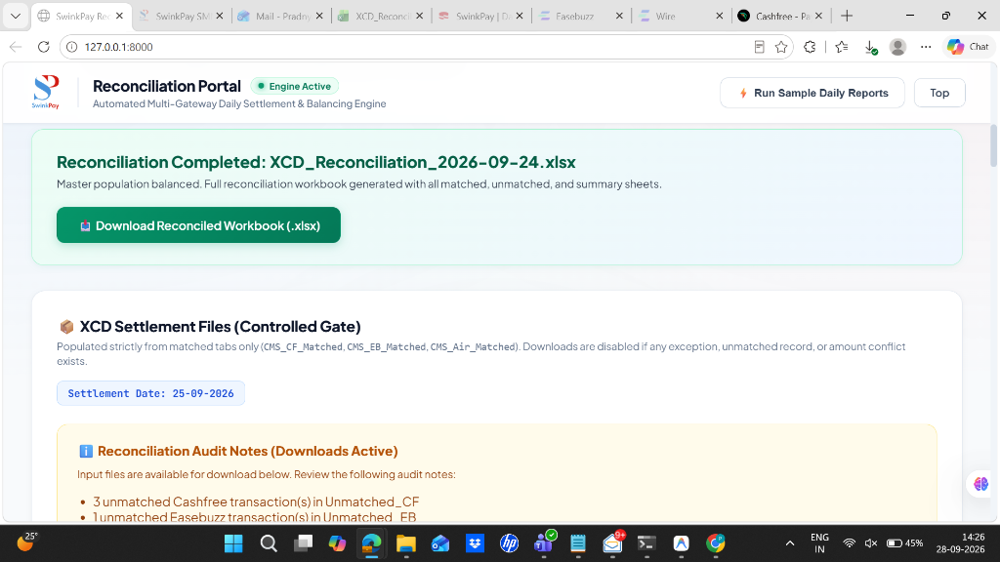 SwinkPay Re
SwinkPay SM
Mail - Pradny
XCD_Reconci
SwinkPay | Da
Easebuzz
Wire
Cashfree - Pa
127.0.0.1:8000
Chat
SwinkPay
Reconciliation Portal
Engine Active
Automated Multi-Gateway Daily Settlement & Balancing Engine
Run Sample Daily Reports
Top
Reconciliation Completed: XCD_Reconciliation_2026-09-24.xlsx
Master population balanced. Full reconciliation workbook generated with all matched, unmatched, and summary sheets.
Download Reconciled Workbook (.xlsx)
XCD Settlement Files (Controlled Gate)
Populated strictly from matched tabs only (CMS_CF_Matched, CMS_EB_Matched, CMS_Air_Matched). Downloads are disabled if any exception, unmatched record, or amount conflict
exists.
Settlement Date: 25-09-2026
Reconciliation Audit Notes (Downloads Active)
Input files are available for download below. Review the following audit notes:
• 3 unmatched Cashfree transaction(s) in Unmatched_CF
• 1 unmatched Easebuzz transaction(s) in Unmatched_EB
25°
9+
ENG
IN
45%
14:26
28-09-2026